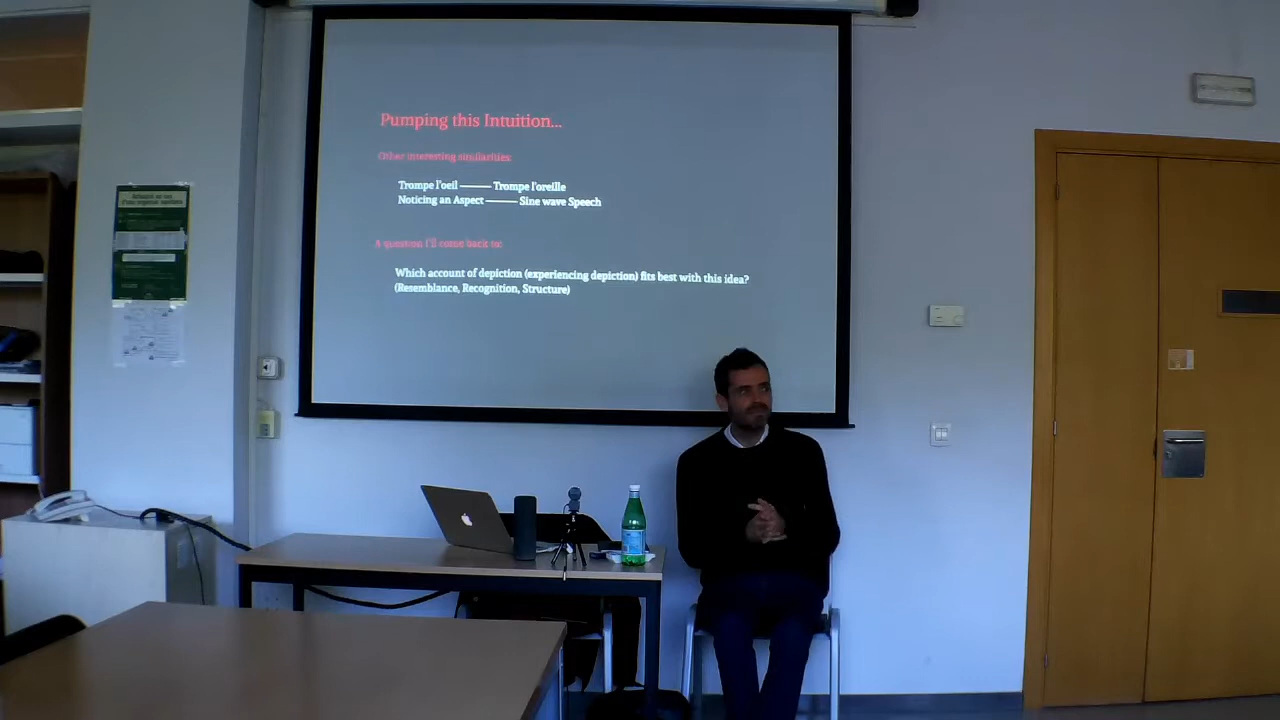 Pumping this Intuition...
Other interesting similarities:
Trompe l'oeil ——— Trompe l'oreille
Noticing an Aspect ——— Sine wave Speech
A question I'll come back to:
Which account of depiction (experiencing depiction) fits best with this idea?
(Resemblance, Recognition, Structure)